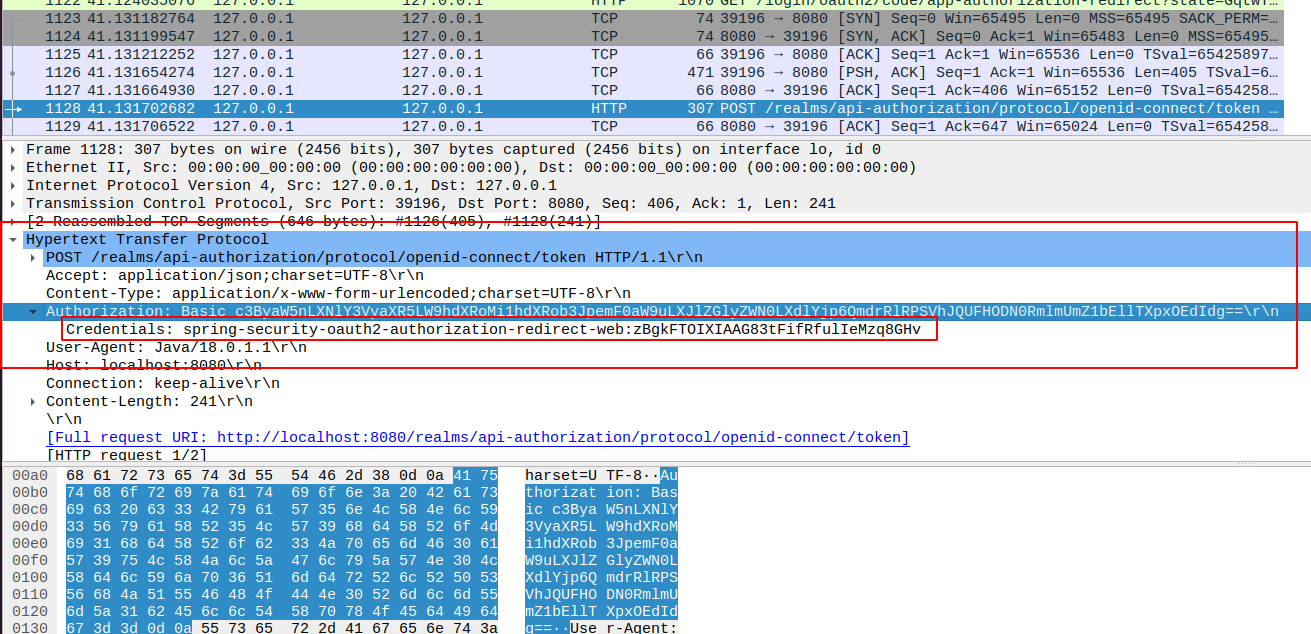 1122 41.124035076 127.0.0.1 127.0.0.1 HTTP 1070 GET /login/oauth2/code/app-authorization-redirect?state=GqtWT…
1123 41.131182764 127.0.0.1 127.0.0.1 TCP 74 39196 → 8080 [SYN] Seq=0 Win=65495 Len=0 MSS=65495 SACK_PERM=…
1124 41.131199547 127.0.0.1 127.0.0.1 TCP 74 8080 → 39196 [SYN, ACK] Seq=0 Ack=1 Win=65483 Len=0 MSS=65495…
1125 41.131212252 127.0.0.1 127.0.0.1 TCP 66 39196 → 8080 [ACK] Seq=1 Ack=1 Win=65536 Len=0 TSval=65425897…
1126 41.131654274 127.0.0.1 127.0.0.1 TCP 471 39196 → 8080 [PSH, ACK] Seq=1 Ack=1 Win=65536 Len=405 TSval=6…
1127 41.131664930 127.0.0.1 127.0.0.1 TCP 66 8080 → 39196 [ACK] Seq=1 Ack=406 Win=65152 Len=0 TSval=654258…
1128 41.131702682 127.0.0.1 127.0.0.1 HTTP 307 POST /realms/api-authorization/protocol/openid-connect/token …
1129 41.131706522 127.0.0.1 127.0.0.1 TCP 66 8080 → 39196 [ACK] Seq=1 Ack=647 Win=65024 Len=0 TSval=654258…
Frame 1128: 307 bytes on wire (2456 bits), 307 bytes captured (2456 bits) on interface lo, id 0
Ethernet II, Src: 00:00:00_00:00:00 (00:00:00:00:00:00), Dst: 00:00:00_00:00:00 (00:00:00:00:00:00)
Internet Protocol Version 4, Src: 127.0.0.1, Dst: 127.0.0.1
Transmission Control Protocol, Src Port: 39196, Dst Port: 8080, Seq: 406, Ack: 1, Len: 241
[2 Reassembled TCP Segments (646 bytes): #1126(405), #1128(241)]
Hypertext Transfer Protocol
POST /realms/api-authorization/protocol/openid-connect/token HTTP/1.1\r\n
Accept: application/json;charset=UTF-8\r\n
Content-Type: application/x-www-form-urlencoded;charset=UTF-8\r\n
Authorization: Basic c3ByaW5nLXNlY3VyaXR5LW9hdXRoMi1hdXRob3JpemF0aW9uLXJlZGlyZWN0LXdlYjp6QmdrRlRPSVhJQUFHODN0RmlmUmZ1bEllTXpxOEdIdg==\r\n
Credentials: spring-security-oauth2-authorization-redirect-web:zBgkFTOIXIAAG83tFifRfulIeMzq8GHv
User-Agent: Java/18.0.1.1\r\n
Host: localhost:8080\r\n
Connection: keep-alive\r\n
Content-Length: 241\r\n
\r\n
[Full request URI: http://localhost:8080/realms/api-authorization/protocol/openid-connect/token]
[HTTP request 1/2]
00a0 68 61 72 73 65 74 3d 55 54 46 2d 38 0d 0a 41 75 harset=U TF-8··Au
00b0 74 68 6f 72 69 7a 61 74 69 6f 6e 3a 20 42 61 73 thorizat ion: Bas
00c0 69 63 20 63 33 42 79 61 57 35 6e 4c 58 4e 6c 59 ic c3Bya W5nLXNlY
00d0 33 56 79 61 58 52 35 4c 57 39 68 64 58 52 6f 4d 3VyaXR5L W9hdXRoM
00e0 69 31 68 64 58 52 6f 62 33 4a 70 65 6d 46 30 61 i1hdXRob 3JpemF0a
00f0 57 39 75 4c 58 4a 6c 5a 47 6c 79 5a 57 4e 30 4c W9uLXJlZ GlyZWN0L
0100 58 64 6c 59 6a 70 36 51 6d 64 72 52 6c 52 50 53 XdlYjp6Q mdrRlRPS
0110 56 68 4a 51 55 46 48 4f 44 4e 30 52 6d 6c 6d 55 VhJQUFHO DN0RmlmU
0120 6d 5a 31 62 45 6c 6c 54 58 70 78 4f 45 64 49 64 mZ1bEllT XpxOEdId
0130 67 3d 3d 0d 0a 55 73 65 72 2d 41 67 65 6e 74 3a g==··Use r-Agent: